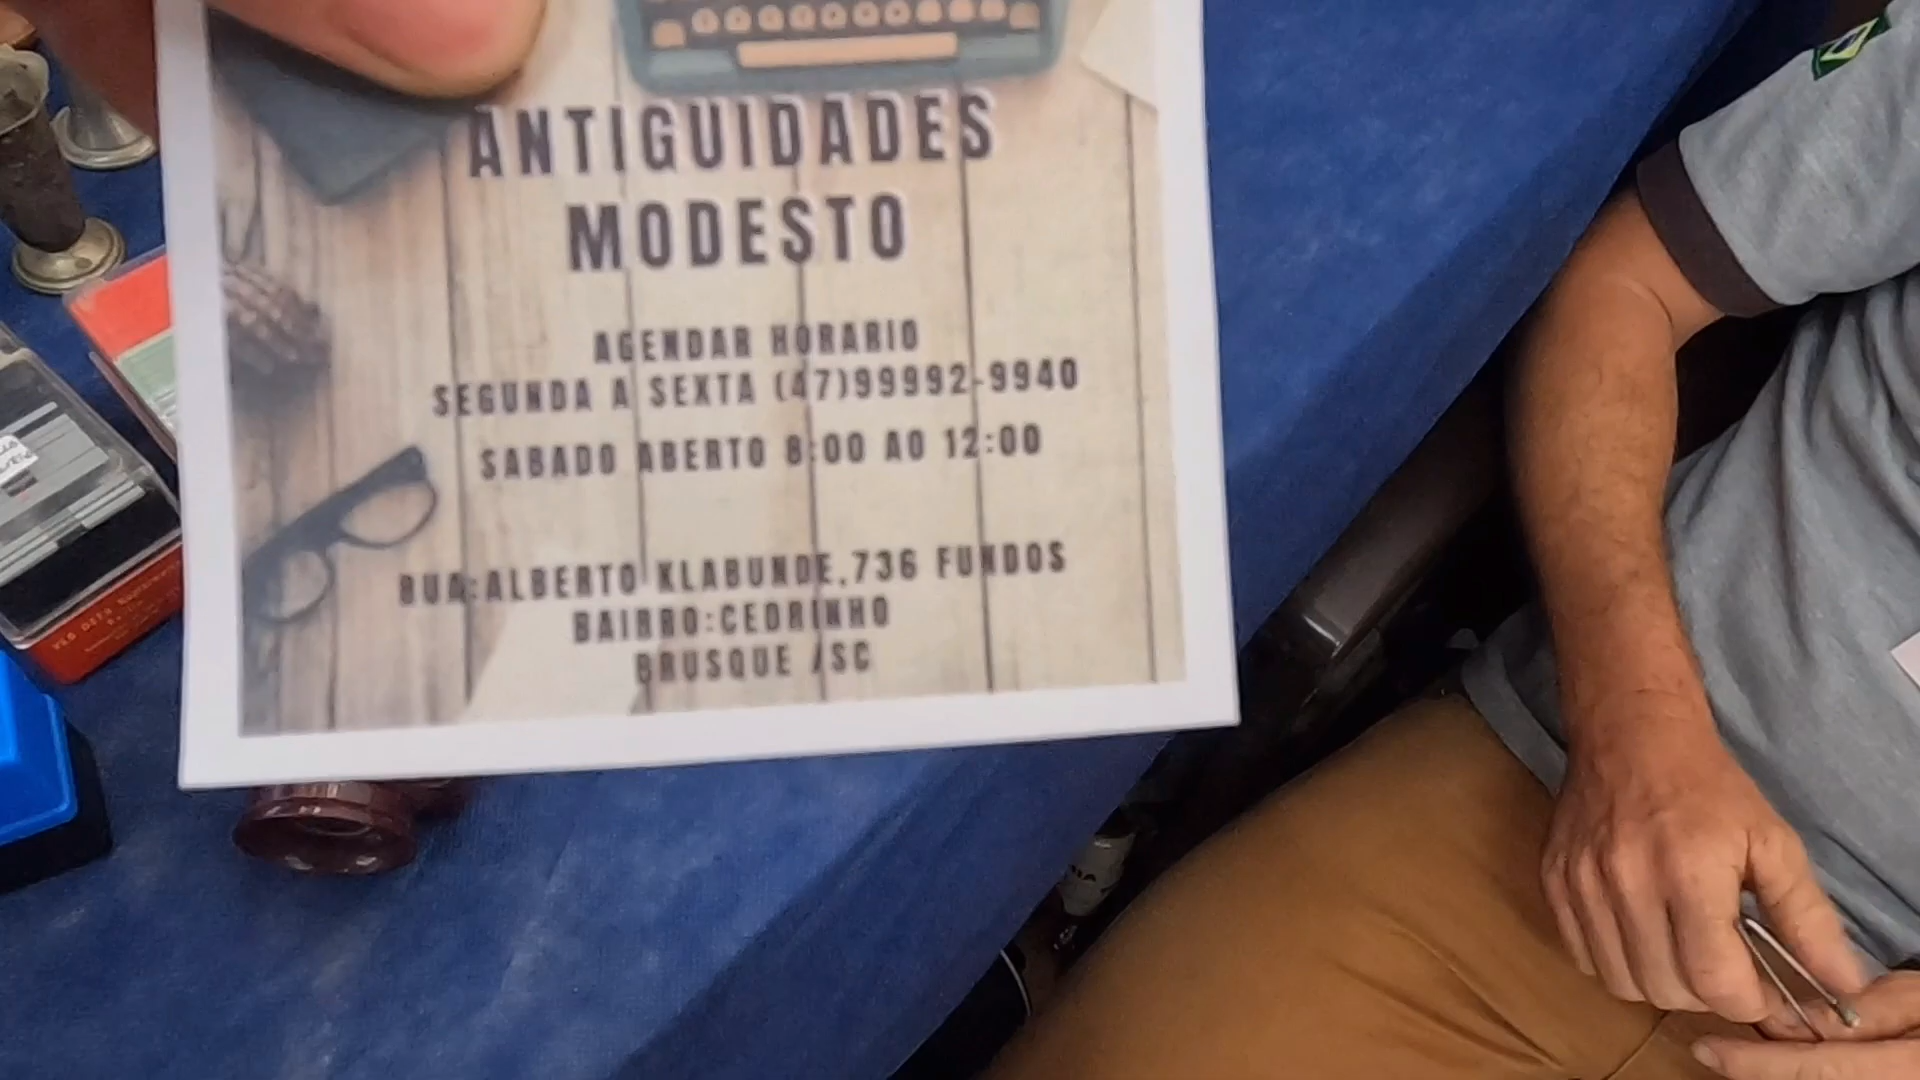 ANTIGUIDADES
MODESTO
AGENDAR HORARIO
SEGUNDA A SEXTA (47)99992-9940
SABADO ABERTO 8:00 AO 12:00
RUA:ALBERTO KLABUNDE,736 FUNDOS
BAIRRO:CEDRINHO
BRUSQUE /SC